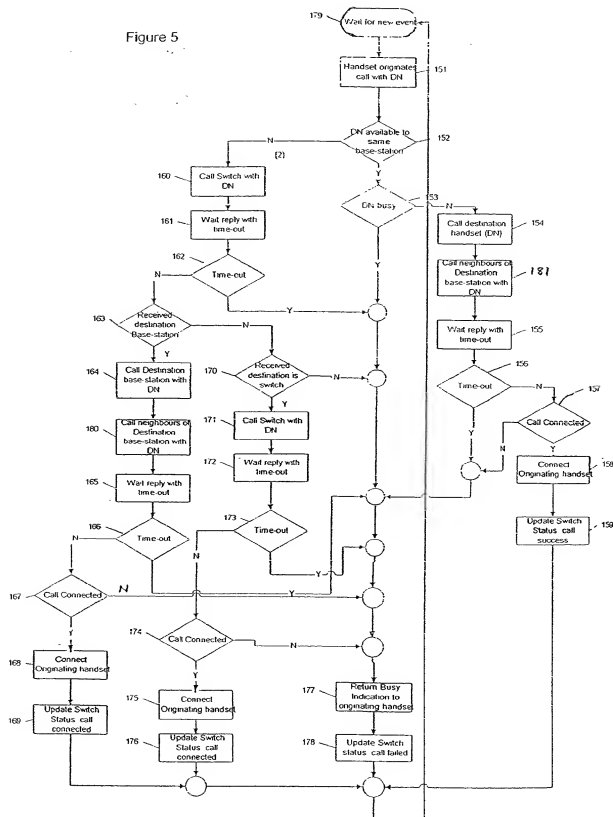 Figure 5
179
Wait for new event
Handset originates
call with DN
151
DN available to
same
base-station
152
N
(2)
Y
160
Call Switch with
DN
DN busy
153
N
161
Wait reply with
time-out
Call destination
handset (DN)
154
162
Time-out
N
Y
Y
Call neighbours of
Destination
base-station with
DN
181
163
Received
destination
Base-station
N
Wait reply with
time-out
155
Y
164
Call Destination
base-station with
DN
170
Received
destination is
switch
N
Time-out
156
N
157
Y
171
Call Switch with
DN
Y
N
Call Connected
180
Call neighbours of
Destination
base-station with
DN
172
Wait reply with
time-out
Y
Connect
Originating handset
158
165
Wait reply with
time-out
166
Time-out
173
Time-out
Update Switch
Status call
success
159
N
N
Y
Y
167
Call Connected
N
174
Call Connected
N
Y
Y
168
Connect
Originating handset
175
Connect
Originating handset
177
Return Busy
Indication to
originating handset
169
Update Switch
Status call
connected
176
Update Switch
Status call
connected
178
Update Switch
status call failed